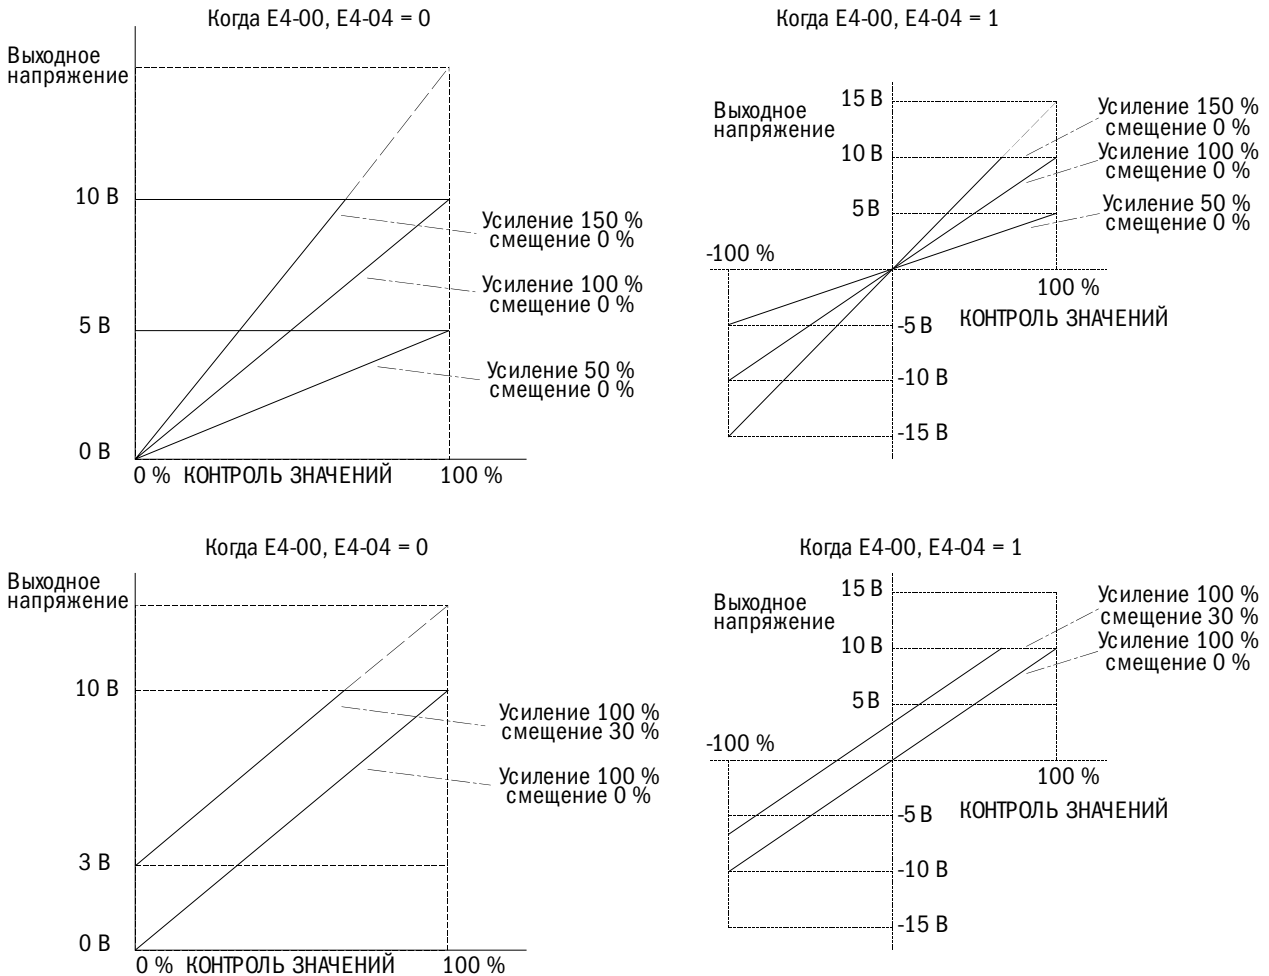 Когда E4-00, E4-04 = 0
Выходное
напряжение
10 В
5 В
0 В
0 %
КОНТРОЛЬ ЗНАЧЕНИЙ
100 %
Усиление 150 %
смещение 0 %
Усиление 100 %
смещение 0 %
Усиление 50 %
смещение 0 %
Когда E4-00, E4-04 = 1
Выходное
напряжение
15 В
10 В
5 В
-100 %
100 %
КОНТРОЛЬ ЗНАЧЕНИЙ
-5 В
-10 В
-15 В
Усиление 150 %
смещение 0 %
Усиление 100 %
смещение 0 %
Усиление 50 %
смещение 0 %
Когда E4-00, E4-04 = 0
Выходное
напряжение
10 В
3 В
0 В
0 %
КОНТРОЛЬ ЗНАЧЕНИЙ
100 %
Усиление 100 %
смещение 30 %
Усиление 100 %
смещение 0 %
Когда E4-00, E4-04 = 1
Выходное
напряжение
15 В
10 В
5 В
-100 %
100 %
КОНТРОЛЬ ЗНАЧЕНИЙ
-5 В
-10 В
-15 В
Усиление 100 %
смещение 30 %
Усиление 100 %
смещение 0 %